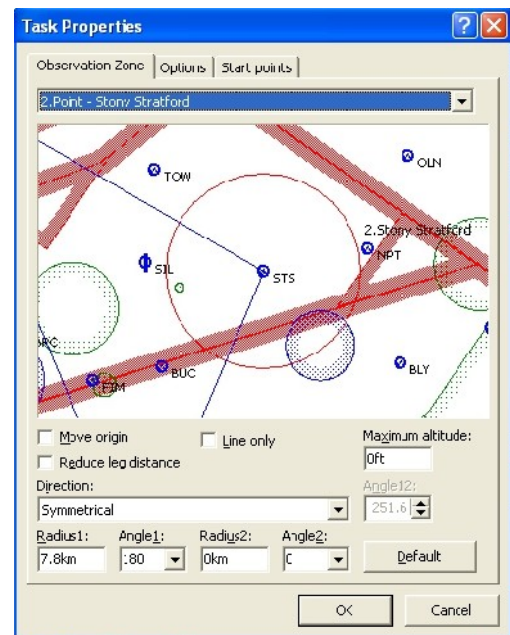 Task Properties
Observation Zone Options Start points
2.Point - Stony Stratford
OLN
TOW
2.Stony Stratford
NPT
SIL
STS
BUC
BLY
Move origin Line only Maximum altitude:
Reduce leg distance 0ft
Direction: Angle12:
Symmetrical 251.6
Radius1: Angle1: Radius2: Angle2:
7.8km 180 0km 0 Default
OK Cancel